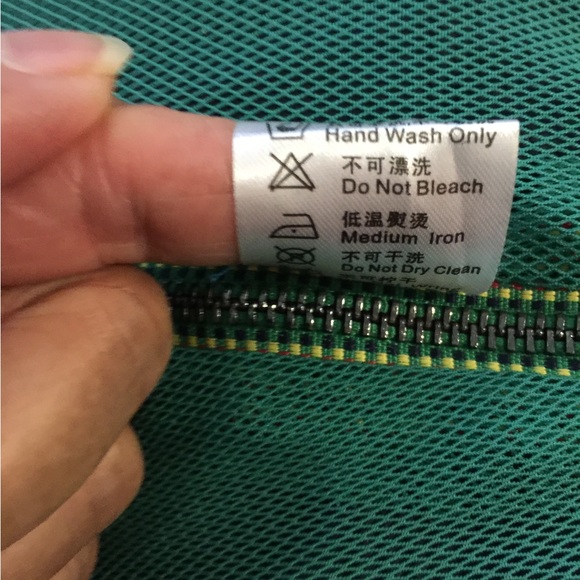 Hand Wash Only
不可漂洗
Do Not Bleach
低温熨烫
Medium Iron
不可干洗
Do Not Dry Clean